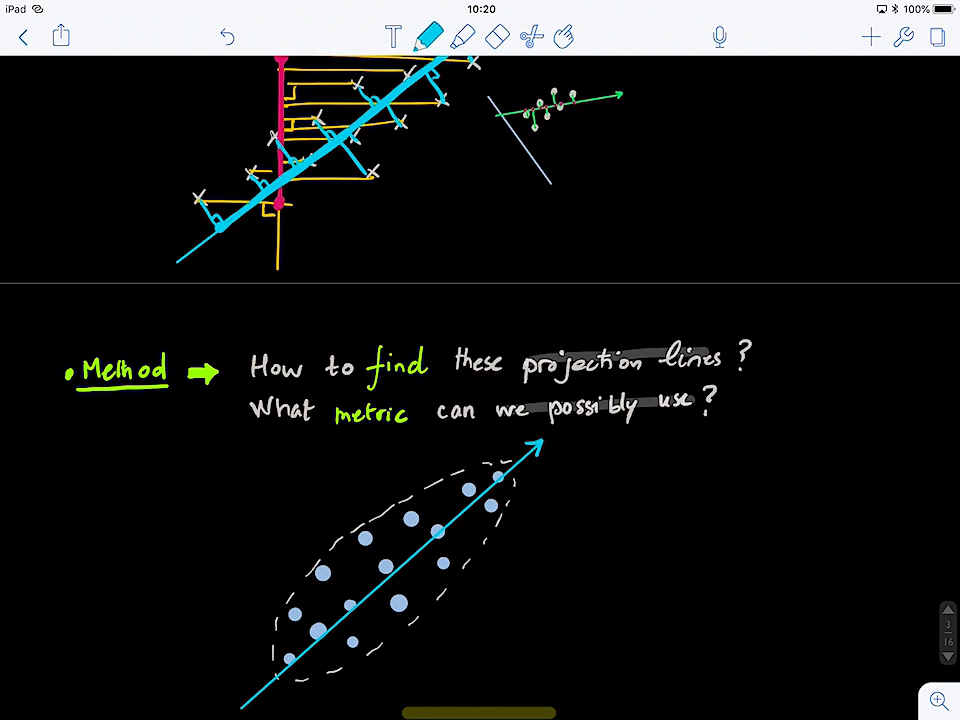 iPad
10:20
100%
T
• Method → How to find these projection lines ?
What metric can we possibly use ?
3
16